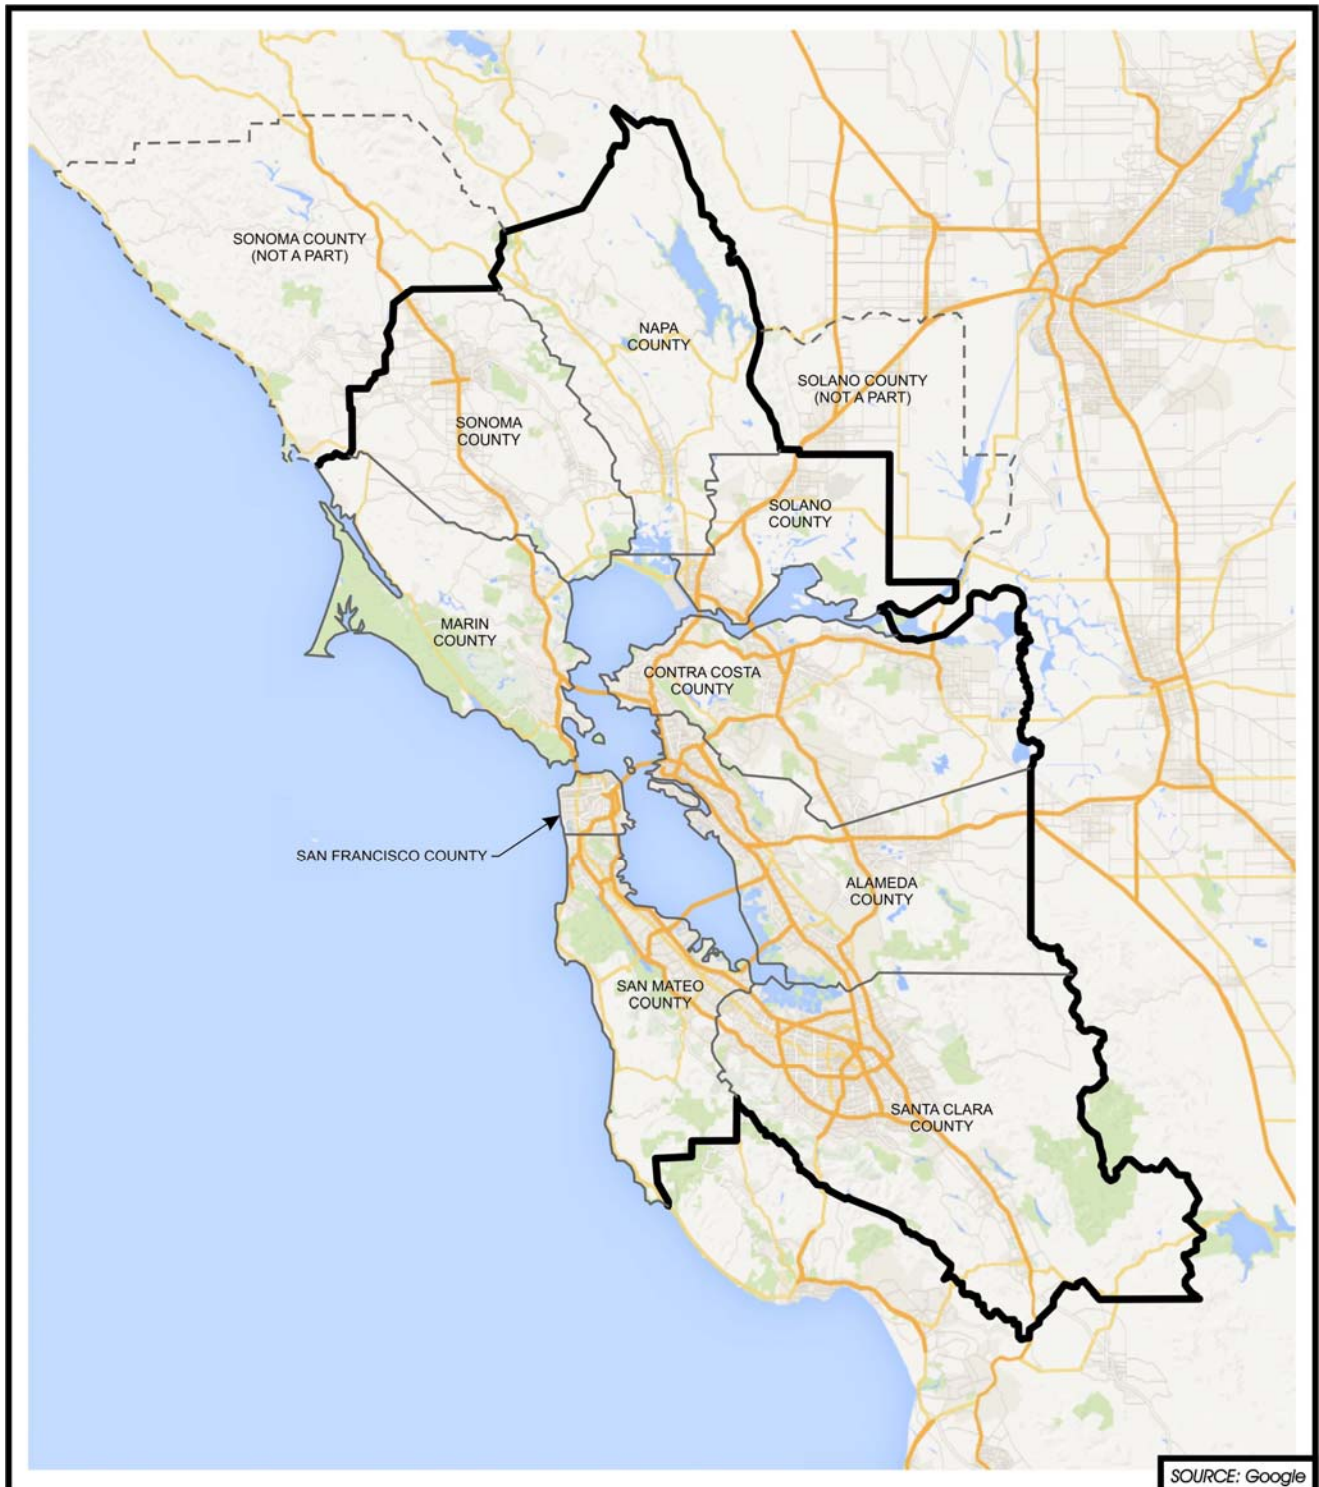 SONOMA COUNTY
(NOT A PART)
NAPA
COUNTY
SOLANO COUNTY
(NOT A PART)
SONOMA
COUNTY
SOLANO
COUNTY
MARIN
COUNTY
CONTRA COSTA
COUNTY
SAN FRANCISCO COUNTY
ALAMEDA
COUNTY
SAN MATEO
COUNTY
SANTA CLARA
COUNTY
SOURCE: Google